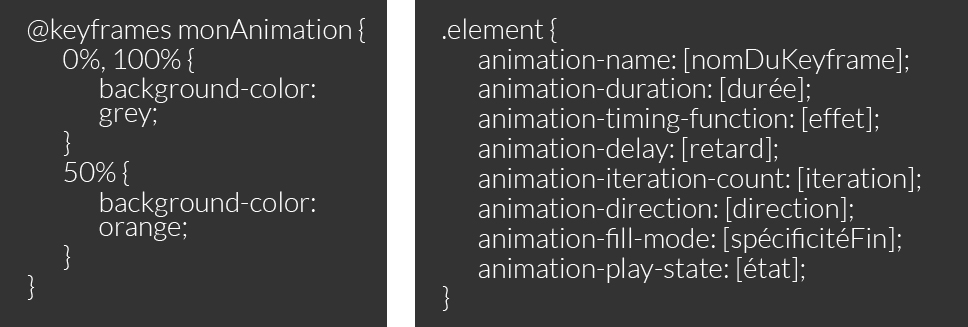 @keyframes monAnimation {
0%, 100% {
background-color:
grey;
}
50% {
background-color:
orange;
}
}
.element {
animation-name: [nomDuKeyframe];
animation-duration: [durée];
animation-timing-function: [effet];
animation-delay: [retard];
animation-iteration-count: [iteration];
animation-direction: [direction];
animation-fill-mode: [spécificitéFin];
animation-play-state: [état];
}